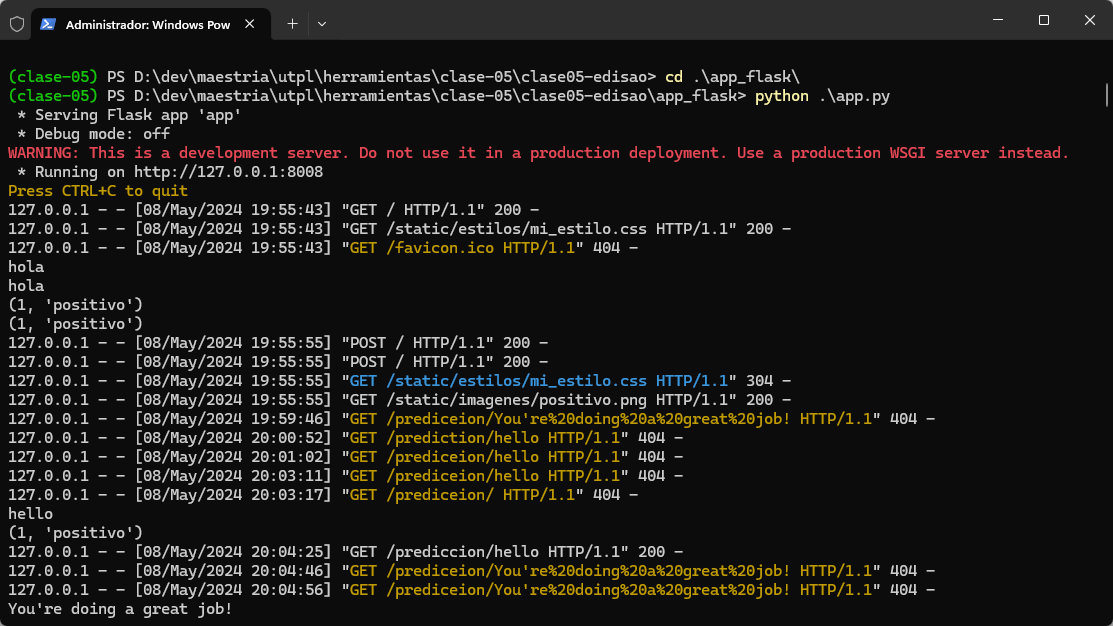 Administrador: Windows Pow
(clase-05) PS D:\dev\maestria\utpl\herramientas\clase-05\clase05-edisao> cd .\app_flask\
(clase-05) PS D:\dev\maestria\utpl\herramientas\clase-05\clase05-edisao\app_flask> python .\app.py
 * Serving Flask app 'app'
 * Debug mode: off
WARNING: This is a development server. Do not use it in a production deployment. Use a production WSGI server instead.
 * Running on http://127.0.0.1:8008
Press CTRL+C to quit
127.0.0.1 - - [08/May/2024 19:55:43] "GET / HTTP/1.1" 200 -
127.0.0.1 - - [08/May/2024 19:55:43] "GET /static/estilos/mi_estilo.css HTTP/1.1" 200 -
127.0.0.1 - - [08/May/2024 19:55:43] "GET /favicon.ico HTTP/1.1" 404 -
hola
hola
(1, 'positivo')
(1, 'positivo')
127.0.0.1 - - [08/May/2024 19:55:55] "POST / HTTP/1.1" 200 -
127.0.0.1 - - [08/May/2024 19:55:55] "POST / HTTP/1.1" 200 -
127.0.0.1 - - [08/May/2024 19:55:55] "GET /static/estilos/mi_estilo.css HTTP/1.1" 304 -
127.0.0.1 - - [08/May/2024 19:55:55] "GET /static/imagenes/positivo.png HTTP/1.1" 200 -
127.0.0.1 - - [08/May/2024 19:59:46] "GET /prediceion/You're%20doing%20a%20great%20job! HTTP/1.1" 404 -
127.0.0.1 - - [08/May/2024 20:00:52] "GET /prediction/hello HTTP/1.1" 404 -
127.0.0.1 - - [08/May/2024 20:01:02] "GET /prediceion/hello HTTP/1.1" 404 -
127.0.0.1 - - [08/May/2024 20:03:11] "GET /prediceion/hello HTTP/1.1" 404 -
127.0.0.1 - - [08/May/2024 20:03:17] "GET /prediceion/ HTTP/1.1" 404 -
hello
(1, 'positivo')
127.0.0.1 - - [08/May/2024 20:04:25] "GET /prediccion/hello HTTP/1.1" 200 -
127.0.0.1 - - [08/May/2024 20:04:46] "GET /prediceion/You're%20doing%20a%20great%20job! HTTP/1.1" 404 -
127.0.0.1 - - [08/May/2024 20:04:56] "GET /prediceion/You're%20doing%20a%20great%20job! HTTP/1.1" 404 -
You're doing a great job!